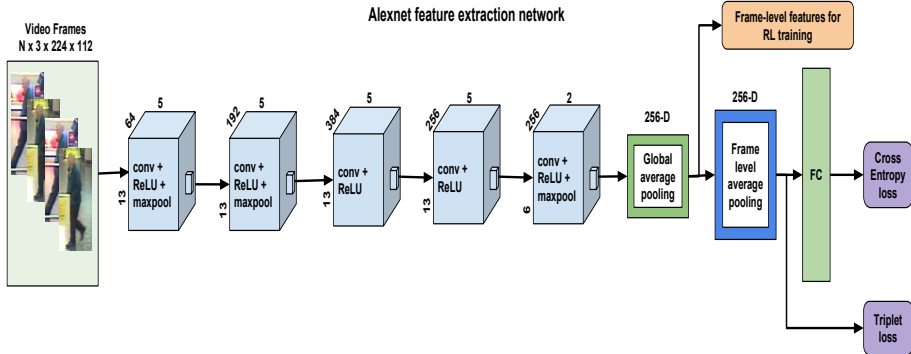 Alexnet feature extraction network
Video Frames
N x 3 x 224 x 112
64
5
13
conv +
ReLU +
maxpool
192
5
13
conv +
ReLU +
maxpool
384
5
13
conv +
ReLU
256
5
13
conv +
ReLU
256
2
6
conv +
ReLU +
maxpool
256-D
Global
average
pooling
Frame-level features for
RL training
256-D
Frame
level
average
pooling
FC
Cross
Entropy
loss
Triplet
loss